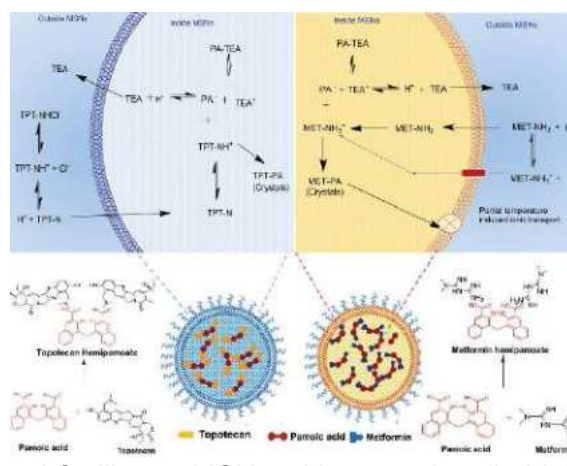 Outside MSNs
Inside MSNs
PA-TEA
TEA
TEA + H⁺
PA⁻ + TEA⁺
+
TPT-NHCl
TPT-NH⁺ + Cl⁻
H⁺ + TPT-N
TPT-NH⁺
TPT-PA
(Crystals)
TPT-N
Inside MSNs
Outside MSNs
PA-TEA
PA⁻ + TEA⁺
H⁺ + TEA
TEA
+
MET-NH₃⁺
MET-NH₂
MET-NH₂ +
MET-PA
(Crystals)
MET-NH₃⁺
Partial temperature
induced ionic transport
Topotecan Hemipamoate
Pamoic acid
Topotecan
Metformin hemipamoate
Pamoic acid
Metfor
Topotecan
Pamoic acid
Metformin